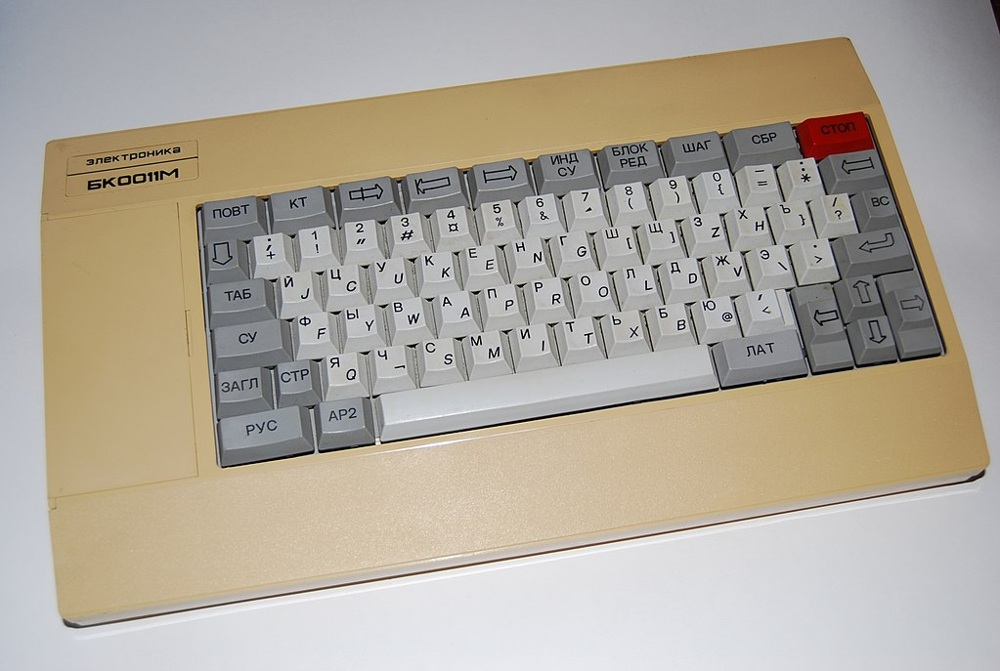 электроника
БК0011М
ПОВТ КТ ИНД СУ БЛОК РЕД ШАГ СБР СТОП
; + 1 ! 2 " 3 # 4 ¤ 5 % 6 & 7 ' 8 ( 9 ) 0 { - = : *
ТАБ Й J Ц C У U К K Е E Н N Г G Ш [ Щ ] З Z Х H Ъ } / ? ВС
СУ Ф F Ы Y В W А A П P Р R О O Л L Д D Ж V Э \ . >
ЗАГЛ СТР Я Q Ч ¬ С S М M И I Т T Ь X Б B Ю @ , <
РУС АР2 ЛАТ